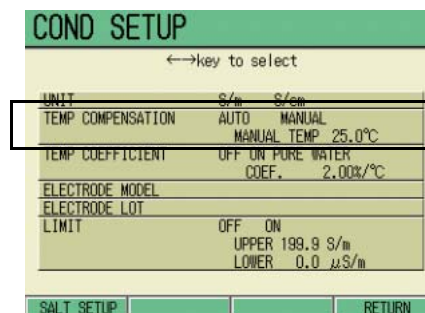 COND SETUP
←→key to select
UNIT S/m S/cm
TEMP COMPENSATION AUTO MANUAL
MANUAL TEMP 25.0°C
TEMP COEFFICIENT OFF ON PURE WATER
COEF. 2.00%/°C
ELECTRODE MODEL
ELECTRODE LOT
LIMIT OFF ON
UPPER 199.9 S/m
LOWER 0.0 µS/m
SALT SETUP RETURN